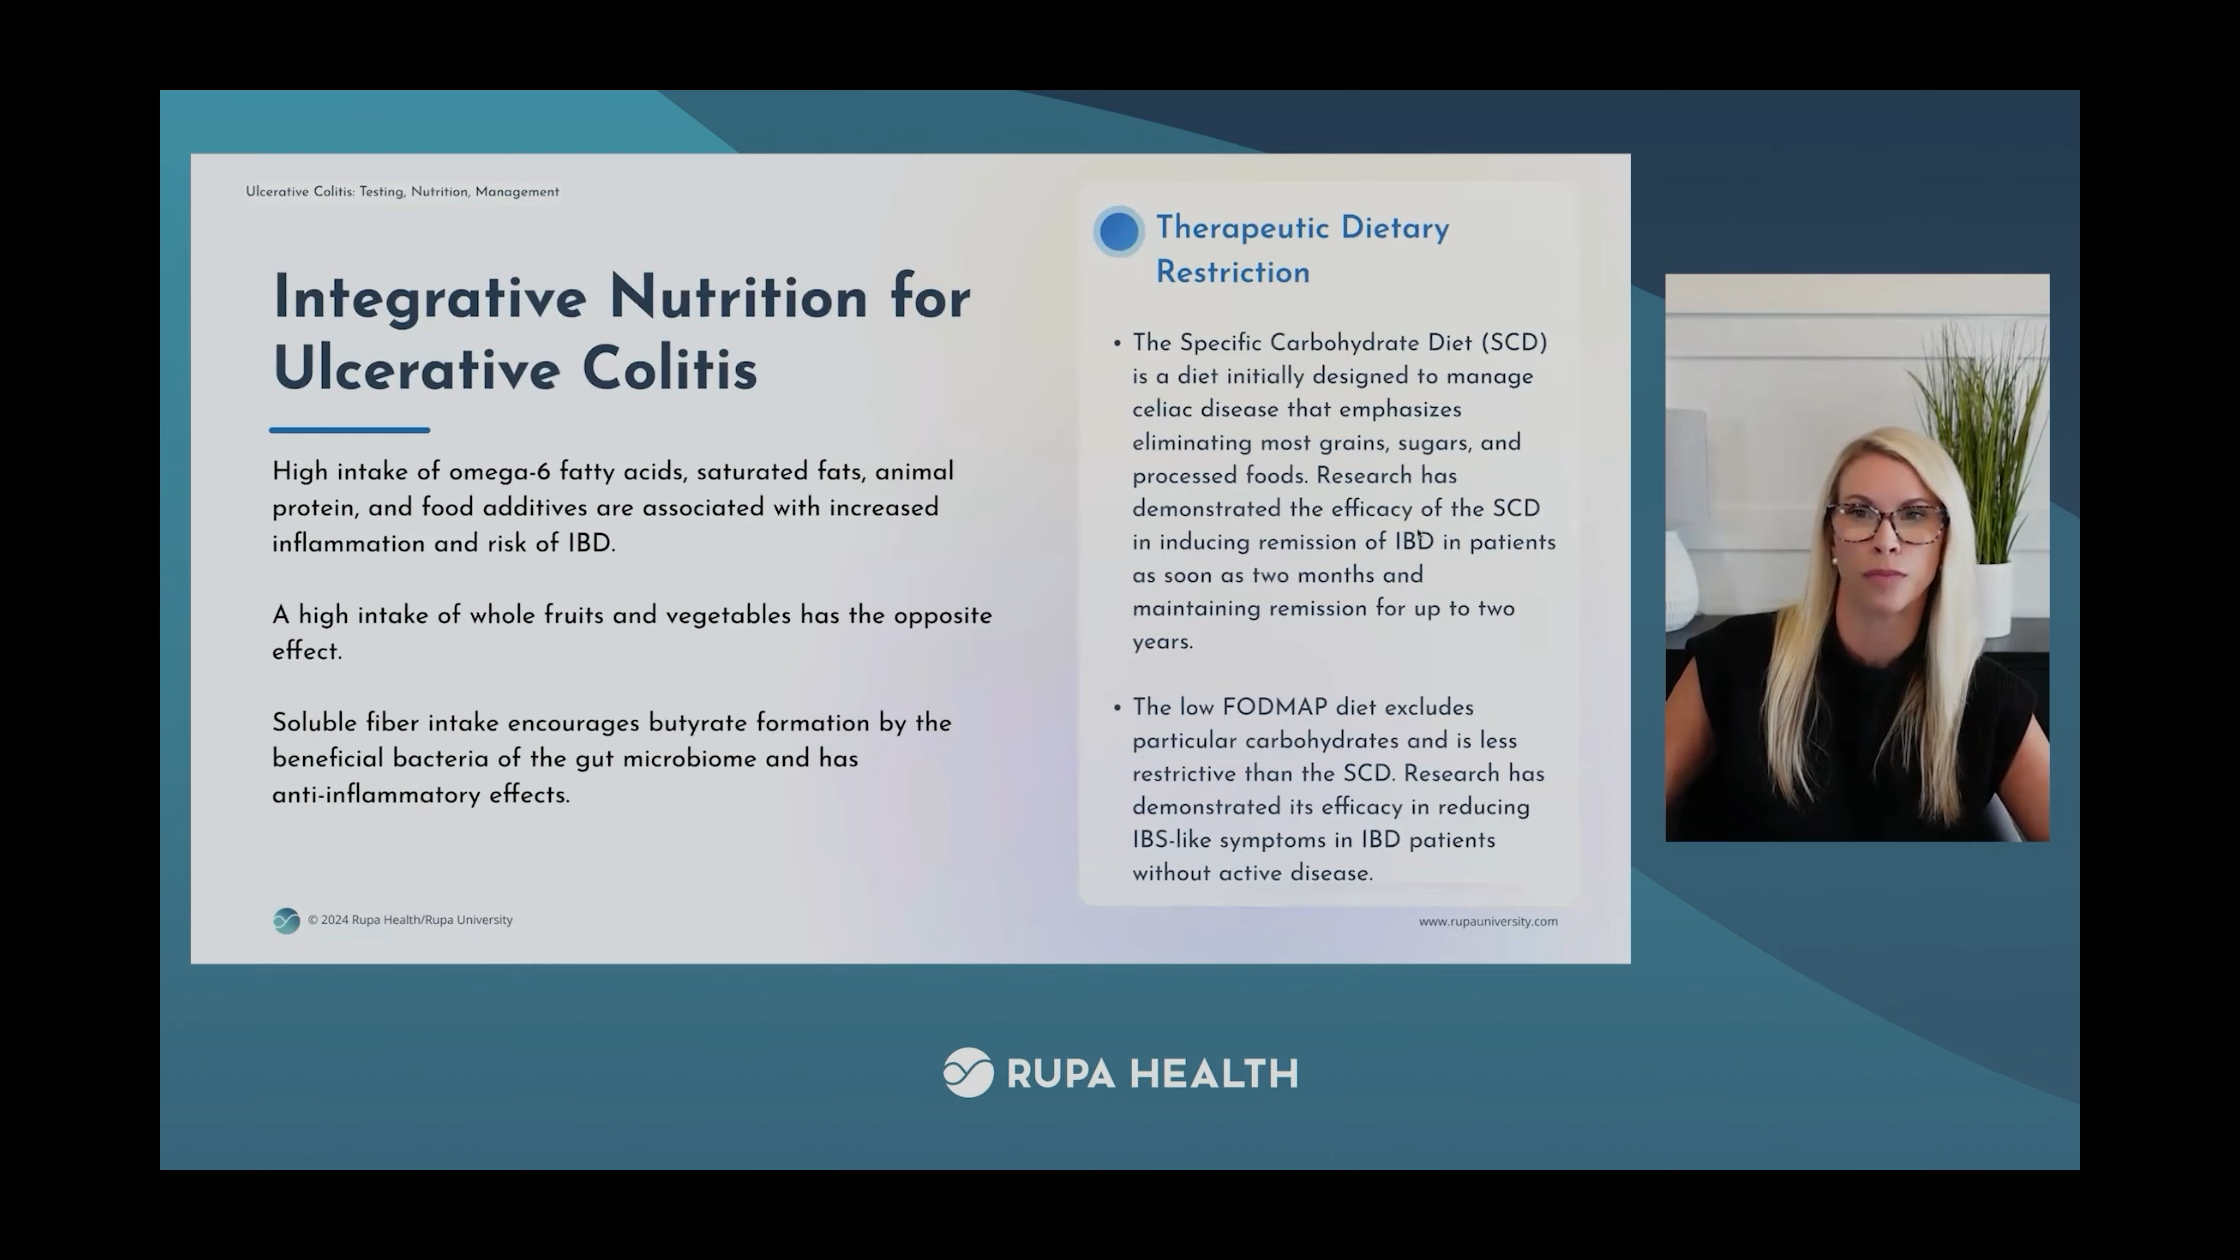 Ulcerative Colitis: Testing, Nutrition, Management
Integrative Nutrition for
Ulcerative Colitis
High intake of omega-6 fatty acids, saturated fats, animal
protein, and food additives are associated with increased
inflammation and risk of IBD.
A high intake of whole fruits and vegetables has the opposite
effect.
Soluble fiber intake encourages butyrate formation by the
beneficial bacteria of the gut microbiome and has
anti-inflammatory effects.
© 2024 Rupa Health/Rupa University
Therapeutic Dietary
Restriction
• The Specific Carbohydrate Diet (SCD)
is a diet initially designed to manage
celiac disease that emphasizes
eliminating most grains, sugars, and
processed foods. Research has
demonstrated the efficacy of the SCD
in inducing remission of IBD in patients
as soon as two months and
maintaining remission for up to two
years.
• The low FODMAP diet excludes
particular carbohydrates and is less
restrictive than the SCD. Research has
demonstrated its efficacy in reducing
IBS-like symptoms in IBD patients
without active disease.
www.rupauniversity.com
RUPA HEALTH